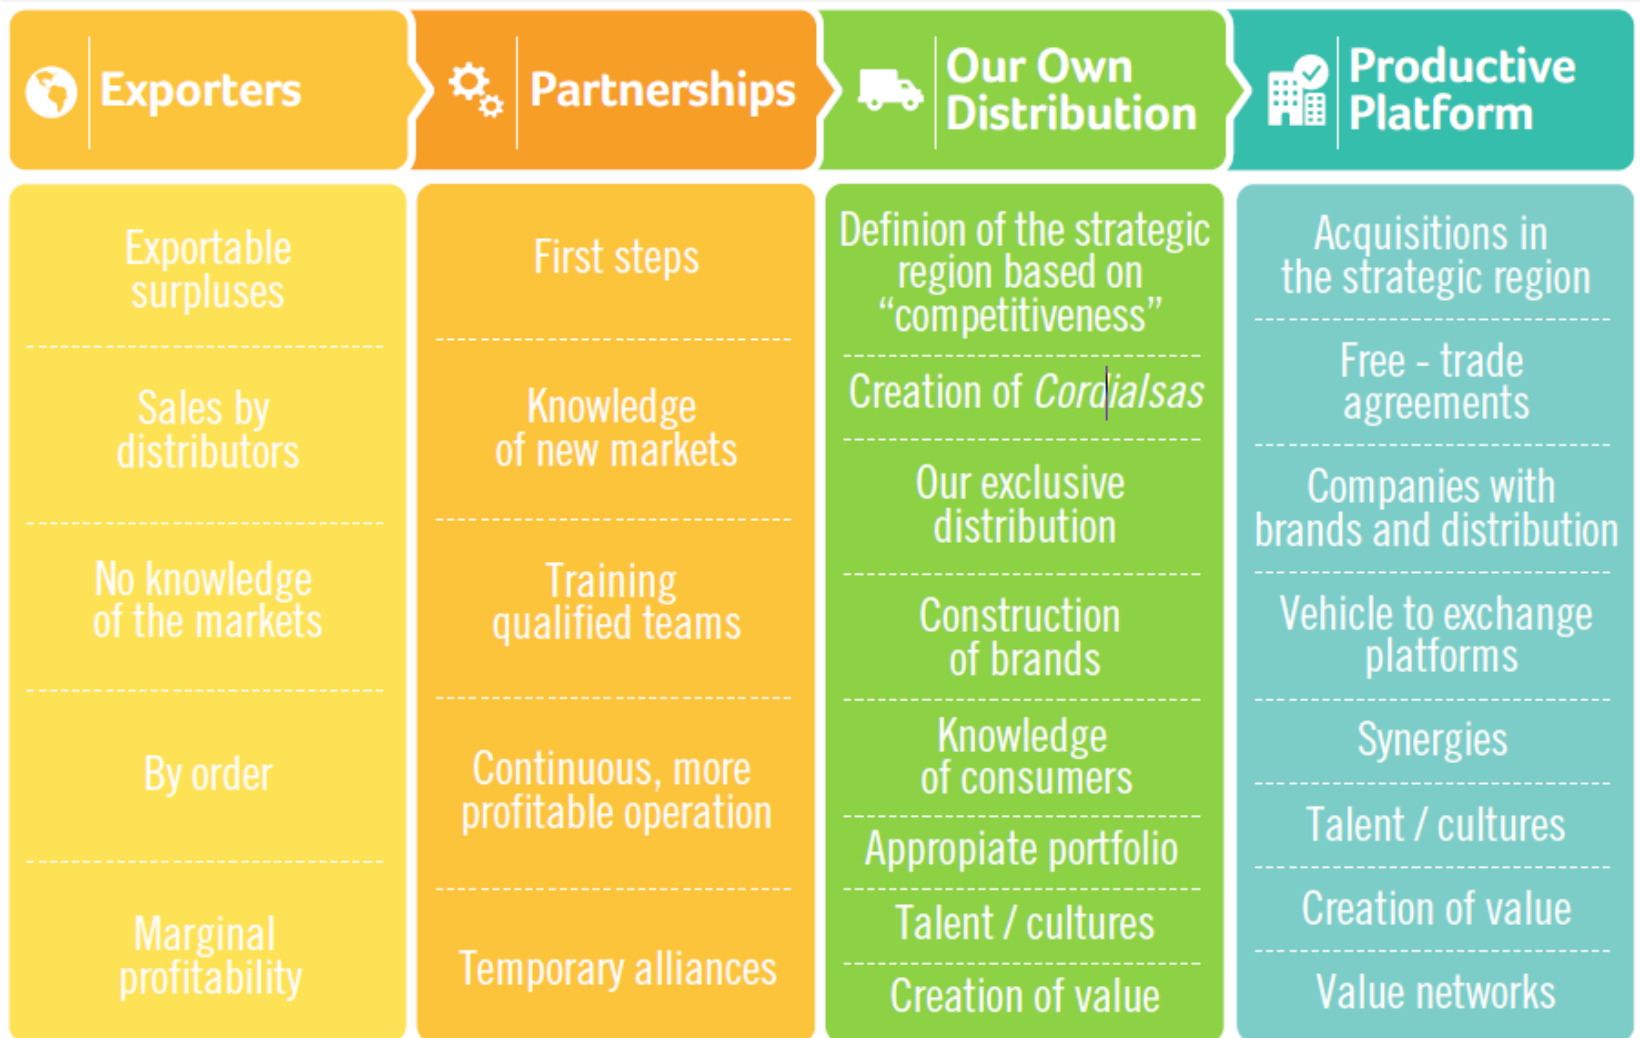 Exporters
Partnerships
Our Own
Distribution
Productive
Platform
Exportable
surpluses
Sales by
distributors
No knowledge
of the markets
By order
Marginal
profitability
First steps
Knowledge
of new markets
Training
qualified teams
Continuous, more
profitable operation
Temporary alliances
Definion of the strategic
region based on
“competitiveness”
Creation of Cordialsas
Our exclusive
distribution
Construction
of brands
Knowledge
of consumers
Appropiate portfolio
Talent / cultures
Creation of value
Acquisitions in
the strategic region
Free - trade
agreements
Companies with
brands and distribution
Vehicle to exchange
platforms
Synergies
Talent / cultures
Creation of value
Value networks